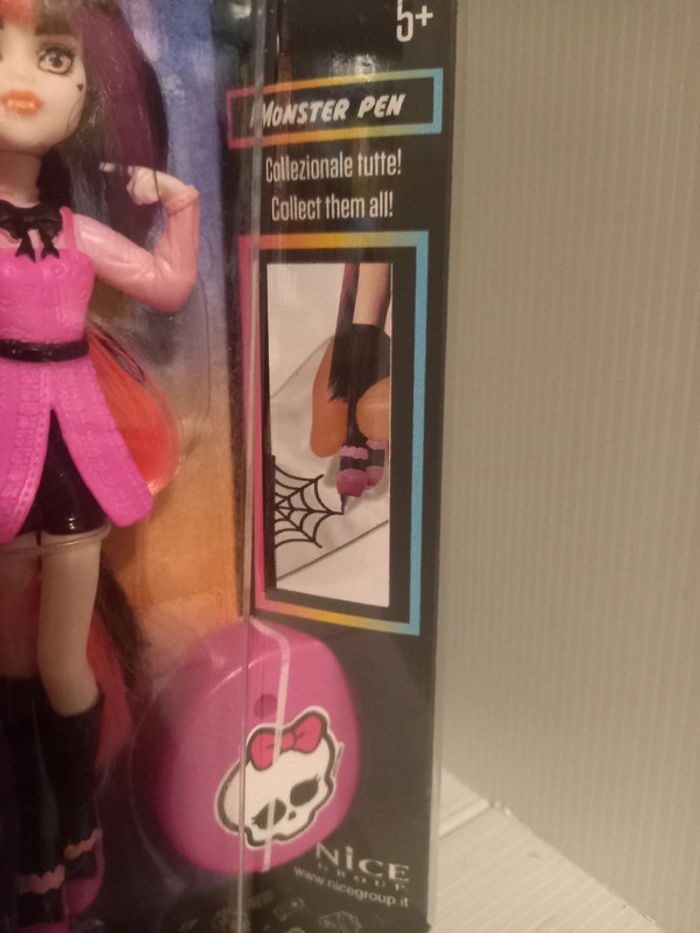 5+
MONSTER PEN
Collezionale tutte!
Collect them all!
NICE
GROUP
www.nicegroup.it